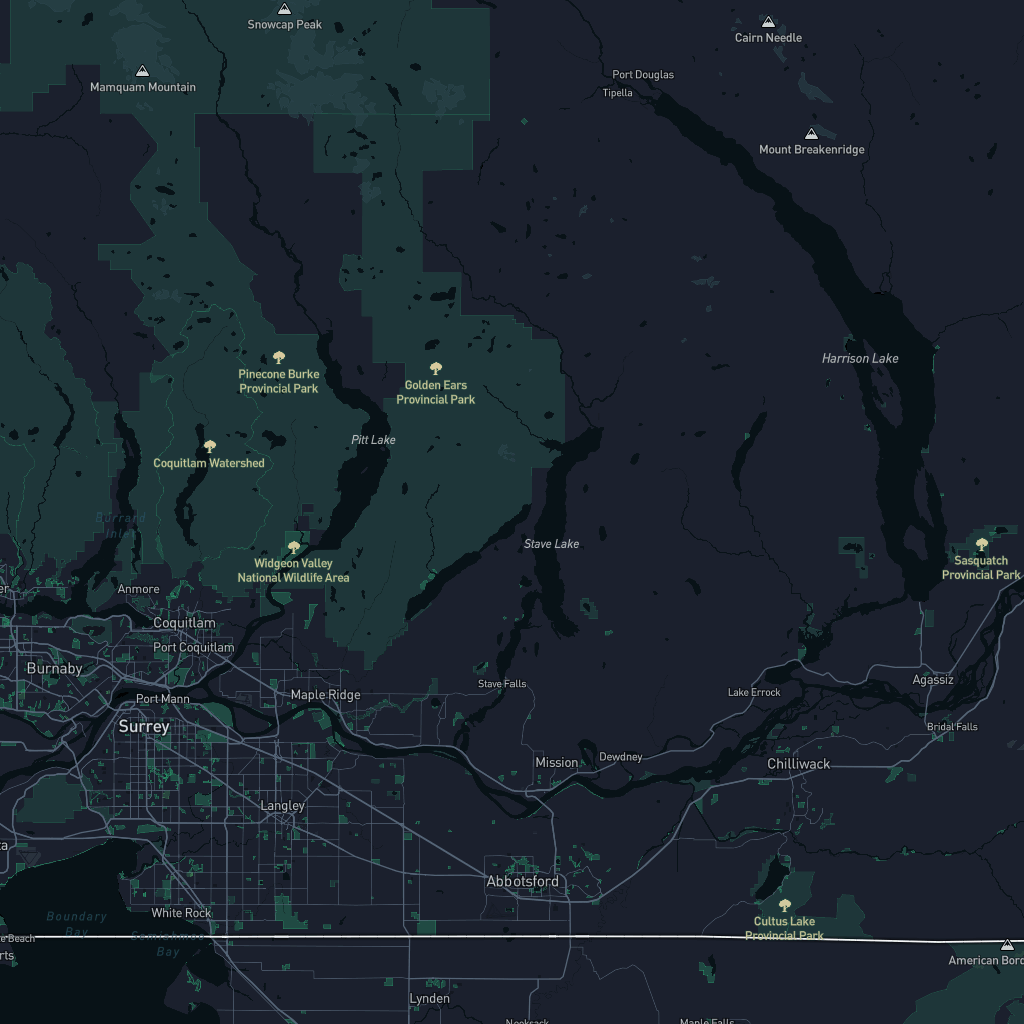 Snowcap Peak
Cairn Needle
Mamquam Mountain
Port Douglas
Tipella
Mount Breakenridge
Harrison Lake
Pinecone Burke
Provincial Park
Golden Ears
Provincial Park
Pitt Lake
Coquitlam Watershed
Burrard
Inlet
Stave Lake
Widgeon Valley
National Wildlife Area
Sasquatch
Provincial Park
Anmore
Coquitlam
Port Coquitlam
Burnaby
Port Mann
Maple Ridge
Stave Falls
Lake Errock
Agassiz
Surrey
Bridal Falls
Mission
Dewdney
Chilliwack
Langley
Abbotsford
White Rock
Boundary
Bay
Semiahmoo
Bay
Cultus Lake
Provincial Park
e Beach
rts
American Bord
Lynden
Nooksack
Maple Falls